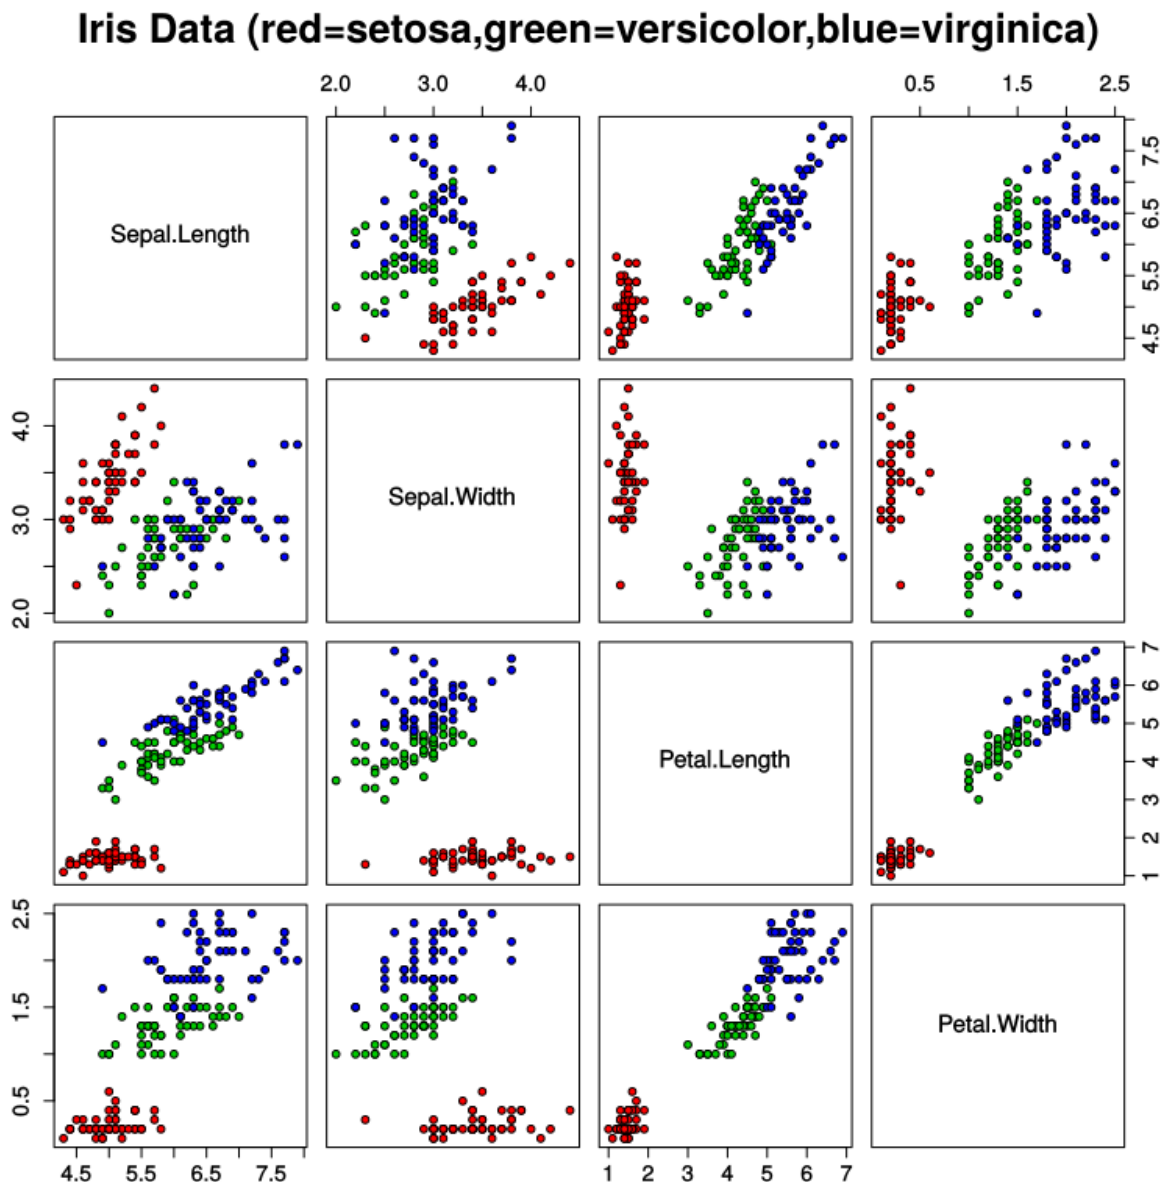 Iris Data (red=setosa,green=versicolor,blue=virginica)
2.0 3.0 4.0 0.5 1.5 2.5
Sepal.Length
4.5 5.5 6.5 7.5
2.0 3.0 4.0
Sepal.Width
Petal.Length
1 2 3 4 5 6 7
0.5 1.5 2.5
Petal.Width
4.5 5.5 6.5 7.5 1 2 3 4 5 6 7